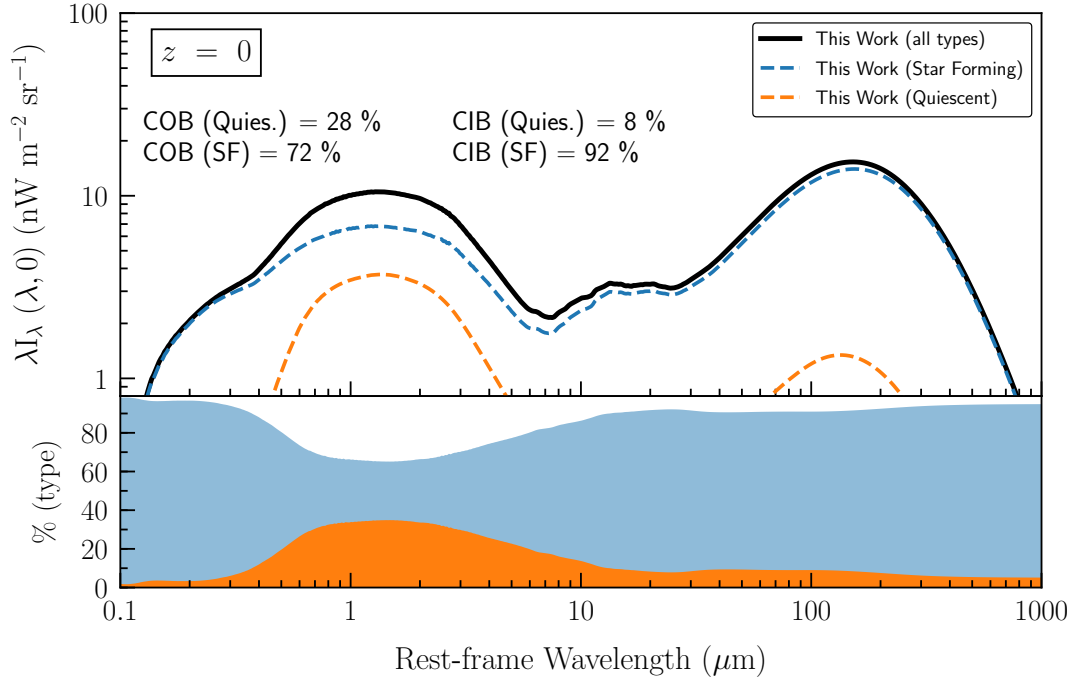 100
10
1
λI_λ (λ, 0) (nW m⁻² sr⁻¹)
z = 0
This Work (all types)
This Work (Star Forming)
This Work (Quiescent)
COB (Quies.) = 28 %
COB (SF) = 72 %
CIB (Quies.) = 8 %
CIB (SF) = 92 %
80
60
40
20
0
% (type)
0.1 1 10 100 1000
Rest-frame Wavelength (μm)